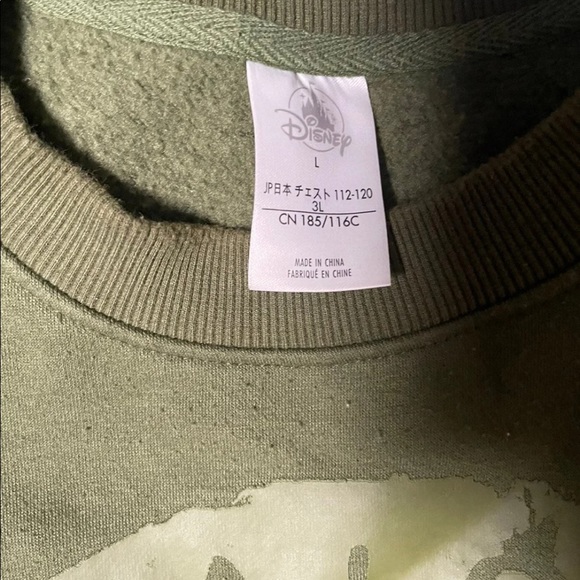 Disney
L
JP日本 チェスト 112-120
3L
CN 185/116C
MADE IN CHINA
FABRIQUÉ EN CHINE